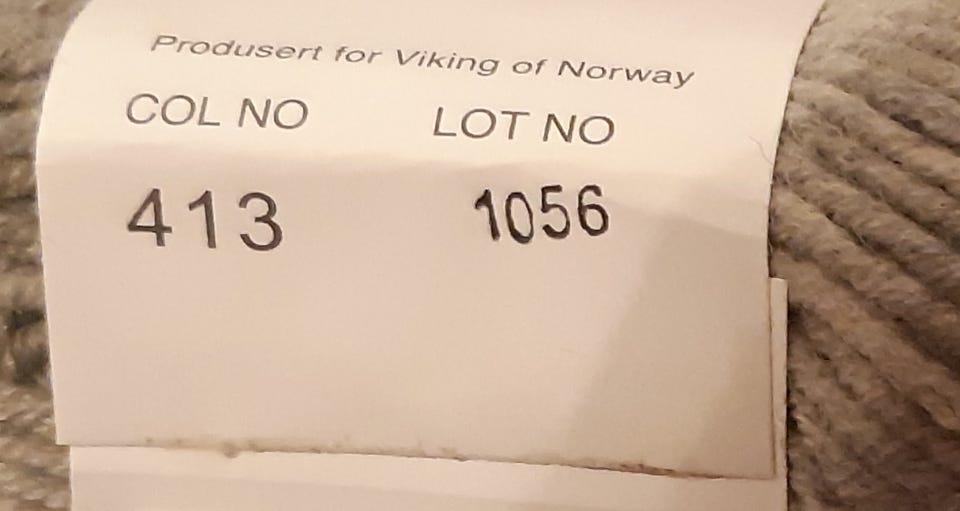 Produsert for Viking of Norway
COL NO LOT NO
413 1056